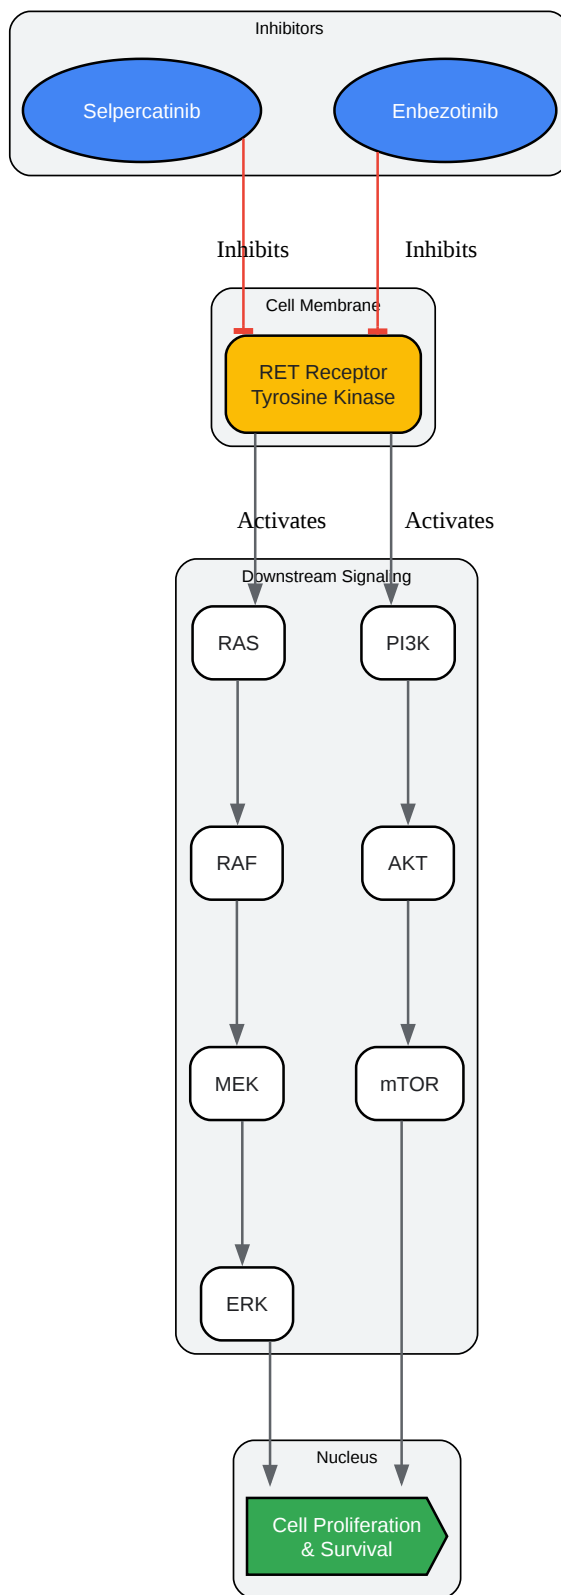 Inhibitors
Selpercatinib
Enbezotinib
Inhibits
Inhibits
Cell Membrane
RET Receptor
Tyrosine Kinase
Activates
Activates
Downstream Signaling
RAS
PI3K
RAF
AKT
MEK
mTOR
ERK
Nucleus
Cell Proliferation
& Survival